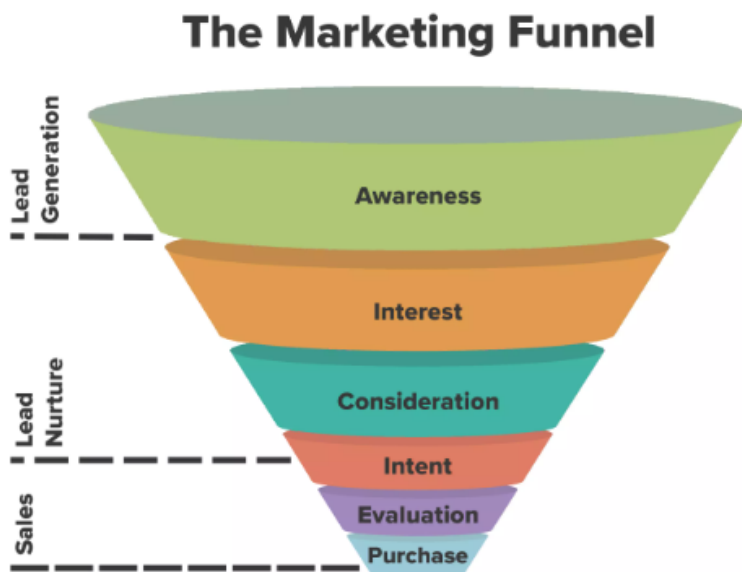 The Marketing Funnel
Lead
Generation
Awareness
Interest
Lead
Nurture
Consideration
Intent
Sales
Evaluation
Purchase